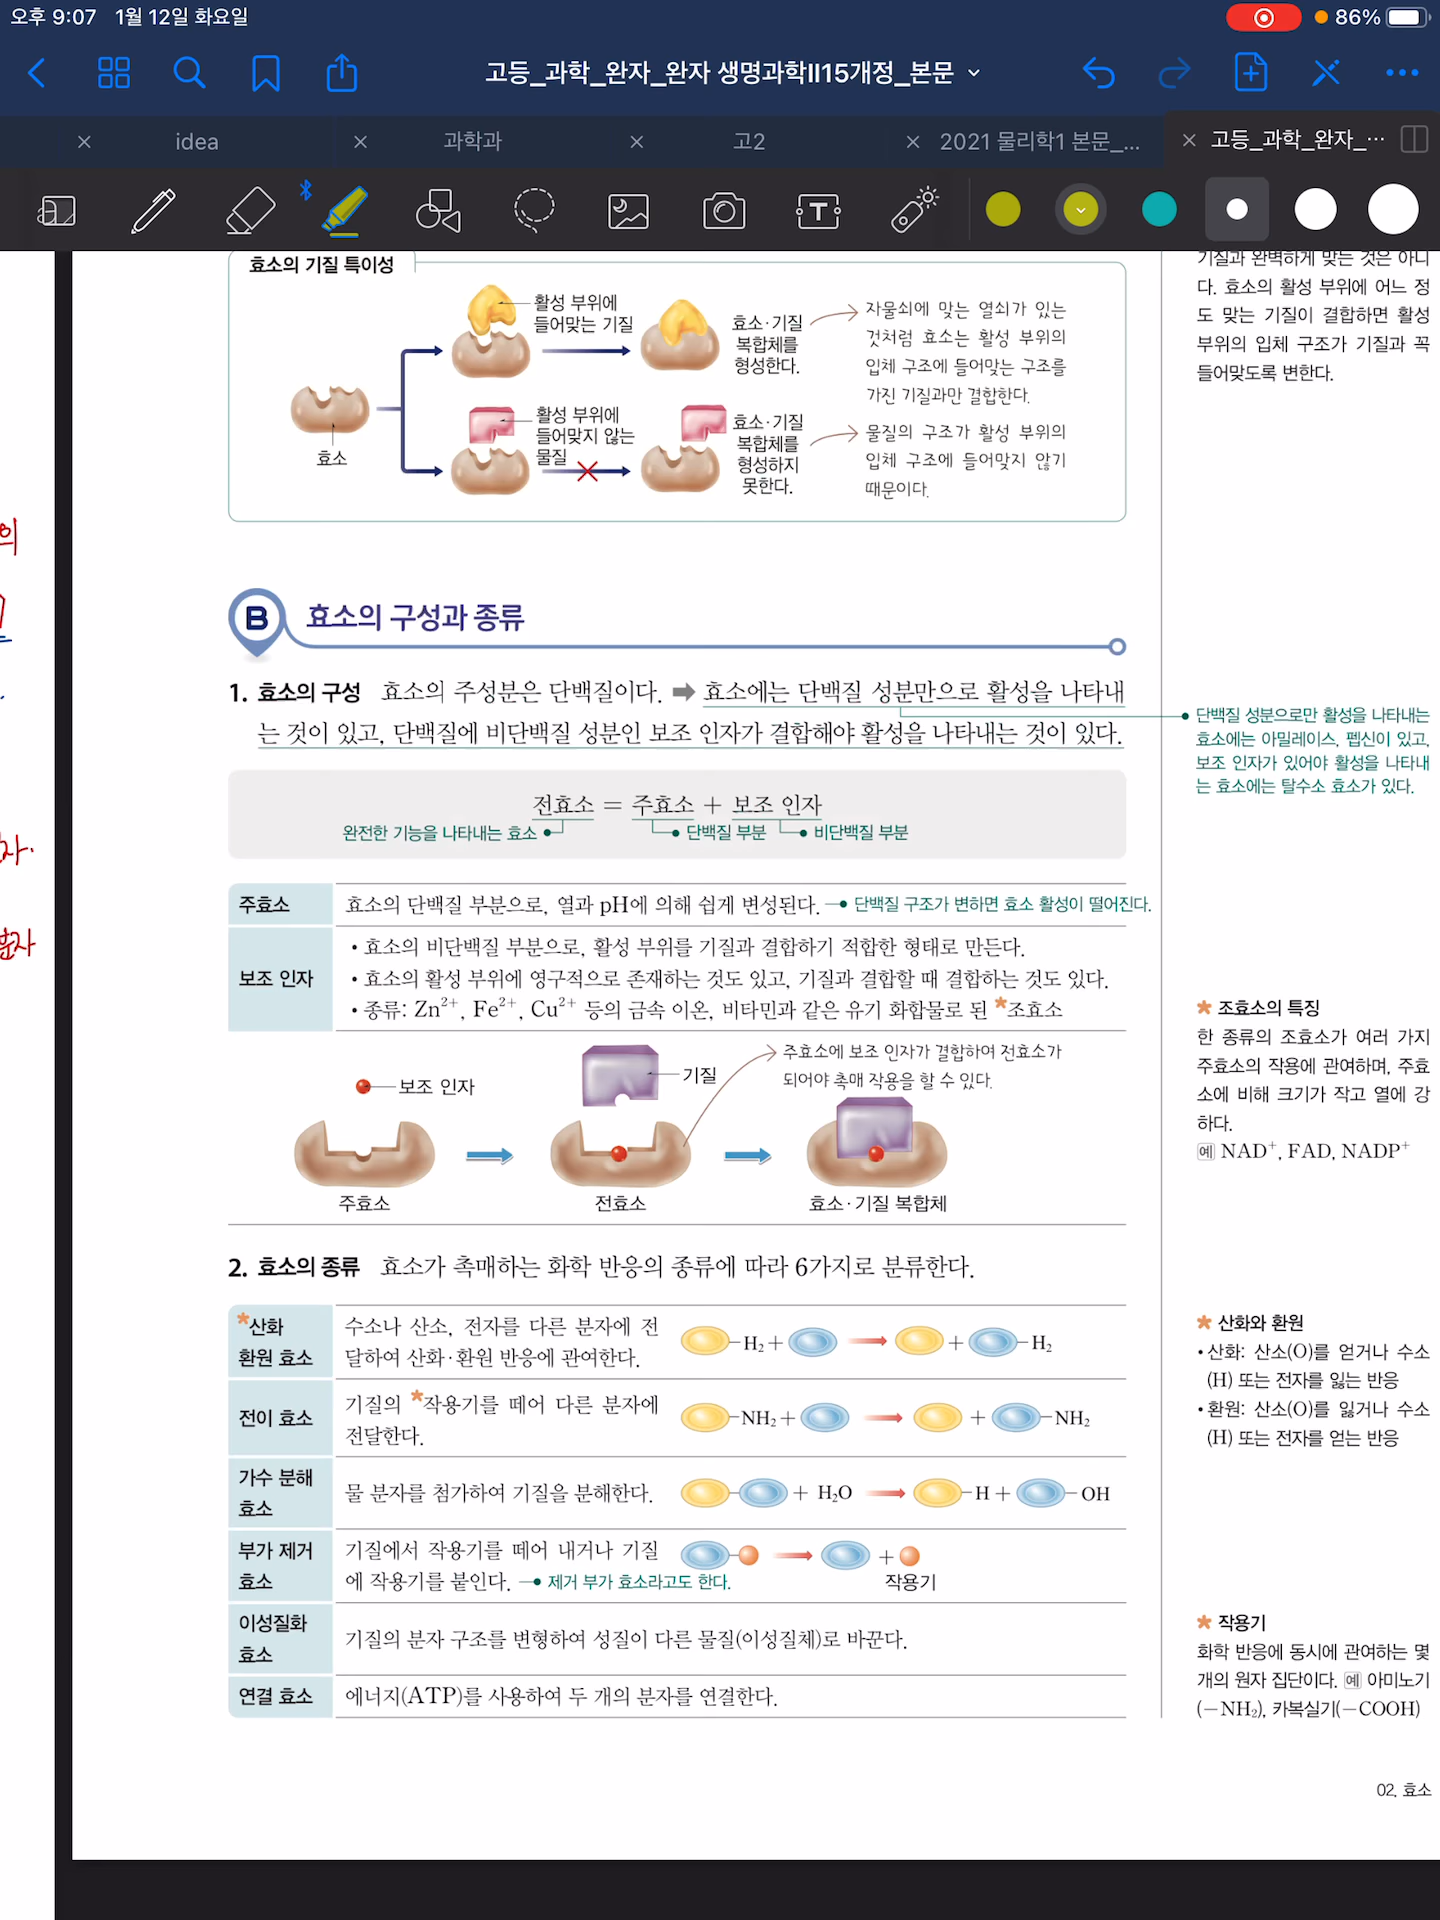 오후 9:07 1월 12일 화요일
86%
고등_과학_완자_완자 생명과학II15개정_본문
idea
과학과
고2
2021 물리학1 본문_...
고등_과학_완자_...
효소의 기질 특이성
활성 부위에
들어맞는 기질
효소·기질
복합체를
형성한다.
자물쇠에 맞는 열쇠가 있는
것처럼 효소는 활성 부위의
입체 구조에 들어맞는 구조를
가진 기질과만 결합한다.
효소
활성 부위에
들어맞지 않는
물질
효소·기질
복합체를
형성하지
못한다.
물질의 구조가 활성 부위의
입체 구조에 들어맞지 않기
때문이다.
기질과 완벽하게 맞는 것은 아니
다. 효소의 활성 부위에 어느 정
도 맞는 기질이 결합하면 활성
부위의 입체 구조가 기질과 꼭
들어맞도록 변한다.
B 효소의 구성과 종류
1. 효소의 구성 효소의 주성분은 단백질이다. ➡ 효소에는 단백질 성분만으로 활성을 나타내
는 것이 있고, 단백질에 비단백질 성분인 보조 인자가 결합해야 활성을 나타내는 것이 있다.
단백질 성분으로만 활성을 나타내는
효소에는 아밀레이스, 펩신이 있고,
보조 인자가 있어야 활성을 나타내
는 효소에는 탈수소 효소가 있다.
전효소 = 주효소 + 보조 인자
완전한 기능을 나타내는 효소 단백질 부분 비단백질 부분
주효소 효소의 단백질 부분으로, 열과 pH에 의해 쉽게 변성된다. 단백질 구조가 변하면 효소 활성이 떨어진다.
보조 인자
• 효소의 비단백질 부분으로, 활성 부위를 기질과 결합하기 적합한 형태로 만든다.
• 효소의 활성 부위에 영구적으로 존재하는 것도 있고, 기질과 결합할 때 결합하는 것도 있다.
• 종류: Zn²⁺, Fe²⁺, Cu²⁺ 등의 금속 이온, 비타민과 같은 유기 화합물로 된 *조효소
보조 인자
기질
주효소에 보조 인자가 결합하여 전효소가
되어야 촉매 작용을 할 수 있다.
주효소
전효소
효소·기질 복합체
* 조효소의 특징
한 종류의 조효소가 여러 가지
주효소의 작용에 관여하며, 주효
소에 비해 크기가 작고 열에 강
하다.
예 NAD⁺, FAD, NADP⁺
2. 효소의 종류 효소가 촉매하는 화학 반응의 종류에 따라 6가지로 분류한다.
*산화
환원 효소
수소나 산소, 전자를 다른 분자에 전
달하여 산화·환원 반응에 관여한다.
H₂ + + H₂
전이 효소
기질의 *작용기를 떼어 다른 분자에
전달한다.
NH₂ + + NH₂
가수 분해
효소
물 분자를 첨가하여 기질을 분해한다.
+ H₂O H + OH
부가 제거
효소
기질에서 작용기를 떼어 내거나 기질
에 작용기를 붙인다. 제거 부가 효소라고도 한다.
+
작용기
이성질화
효소
기질의 분자 구조를 변형하여 성질이 다른 물질(이성질체)로 바꾼다.
연결 효소 에너지(ATP)를 사용하여 두 개의 분자를 연결한다.
* 산화와 환원
• 산화: 산소(O)를 얻거나 수소
(H) 또는 전자를 잃는 반응
• 환원: 산소(O)를 잃거나 수소
(H) 또는 전자를 얻는 반응
* 작용기
화학 반응에 동시에 관여하는 몇
개의 원자 집단이다. 예 아미노기
(－NH₂), 카복실기(－COOH)
02. 효소
의
자.
분자